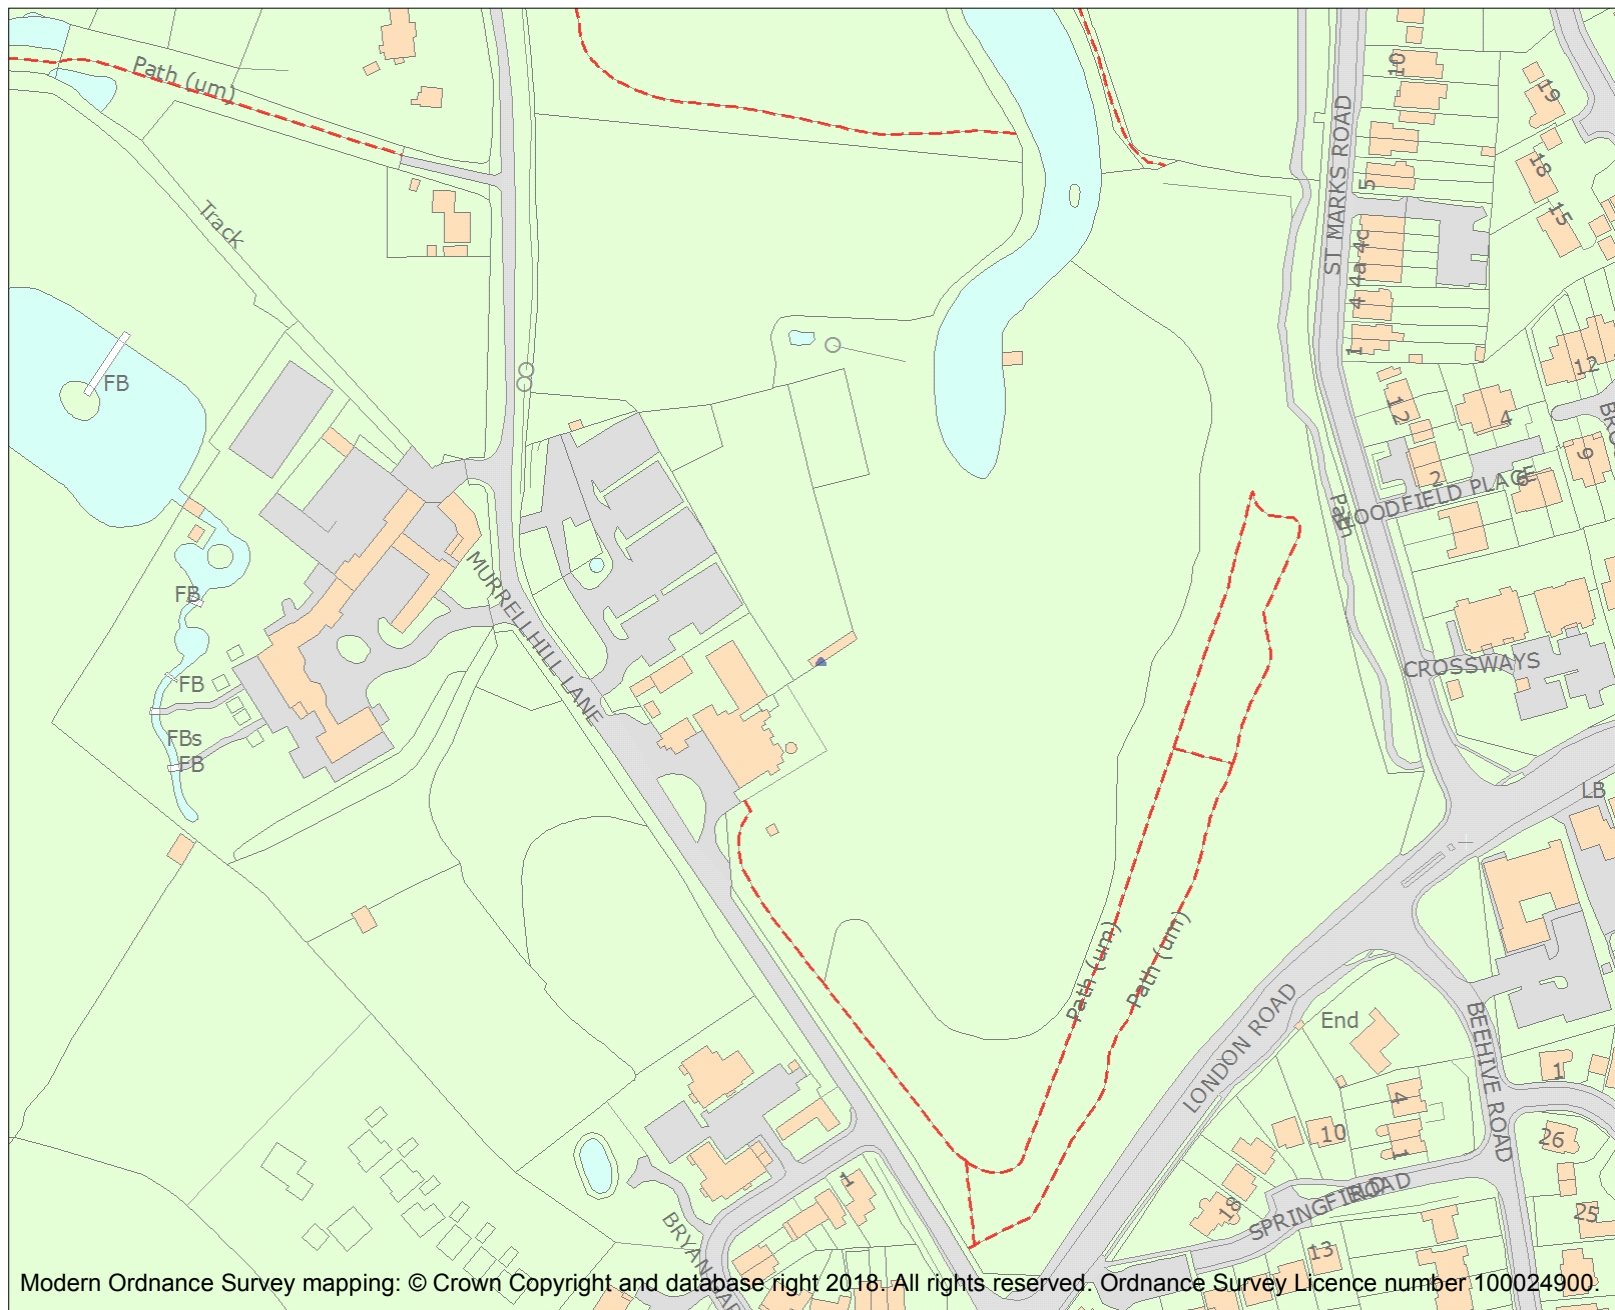 Path (um)
10
19
ST MARKS ROAD
18
5
15
Track
4c
4a
4
1
12
FB
12
4
BRO
9
2
6
WOODFIELD PLACE
Path
MURRELLHILL LANE
FB
CROSSWAYS
FB
FBs
FB
LB
Path (um)
Path (um)
LONDON ROAD
End
BEEHIVE ROAD
1
4
10
26
1
1
SPRINGFIELD ROAD
18
25
13
BRYAN
Modern Ordnance Survey mapping: © Crown Copyright and database right 2018. All rights reserved. Ordnance Survey Licence number 100024900.